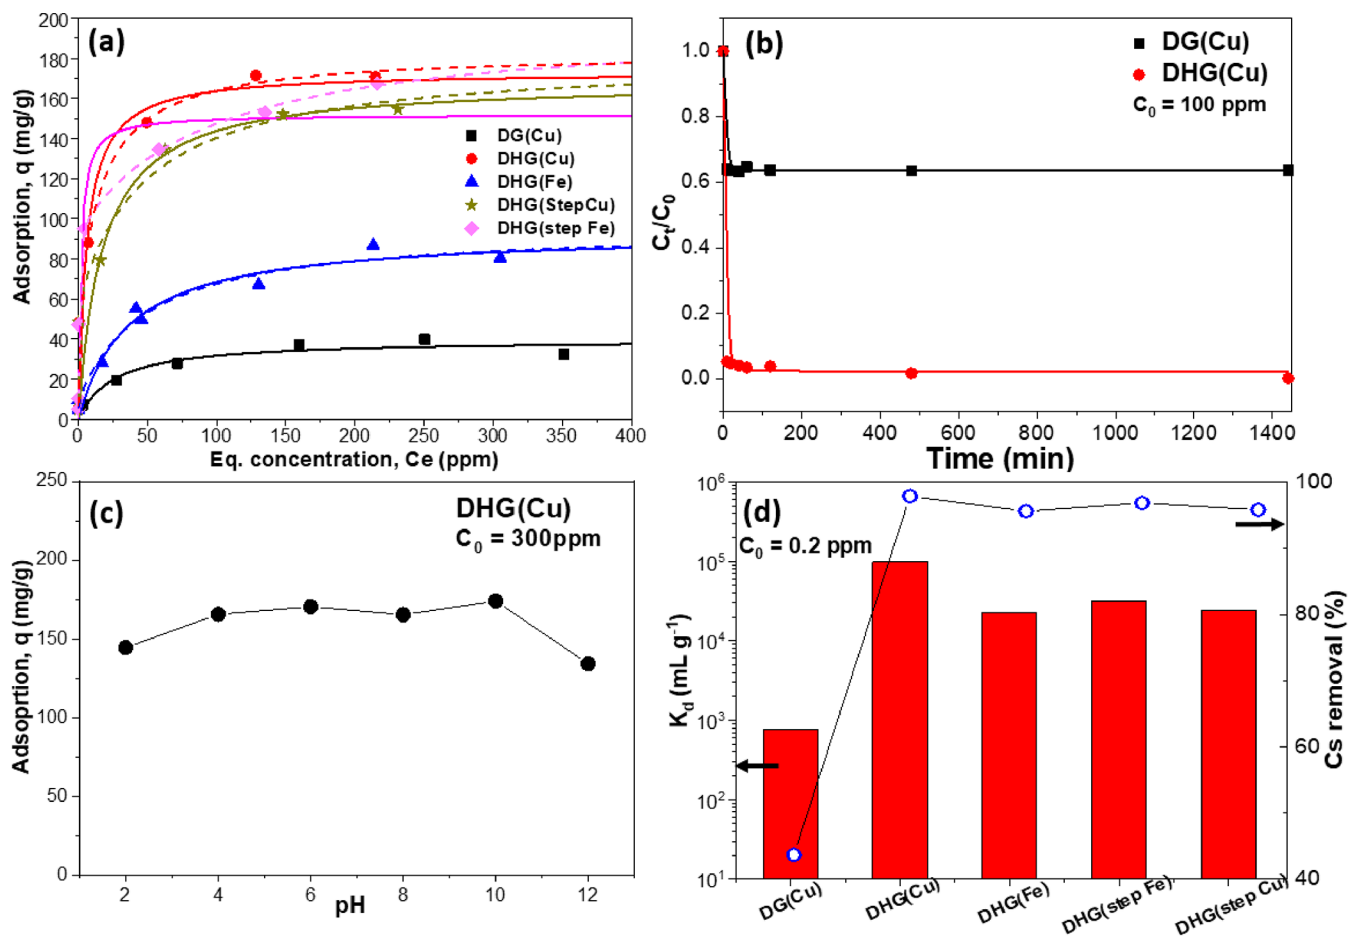 (a)
200
180
160
140
120
100
80
60
40
20
0
Adsorption, q (mg/g)
DG(Cu)
DHG(Cu)
DHG(Fe)
DHG(StepCu)
DHG(step Fe)
0 50 100 150 200 250 300 350 400
Eq. concentration, Ce (ppm)
(b)
DG(Cu)
DHG(Cu)
C0 = 100 ppm
1.0
0.8
0.6
0.4
0.2
0.0
Ct/C0
0 200 400 600 800 1000 1200 1400
Time (min)
(c)
DHG(Cu)
C0 = 300ppm
250
200
150
100
50
0
Adsoprtion, q (mg/g)
2 4 6 8 10 12
pH
(d)
C0 = 0.2 ppm
10^6
10^5
10^4
10^3
10^2
10^1
Kd (mL g-1)
100
80
60
40
Cs removal (%)
DG(Cu) DHG(Cu) DHG(Fe) DHG(step Fe) DHG(step Cu)